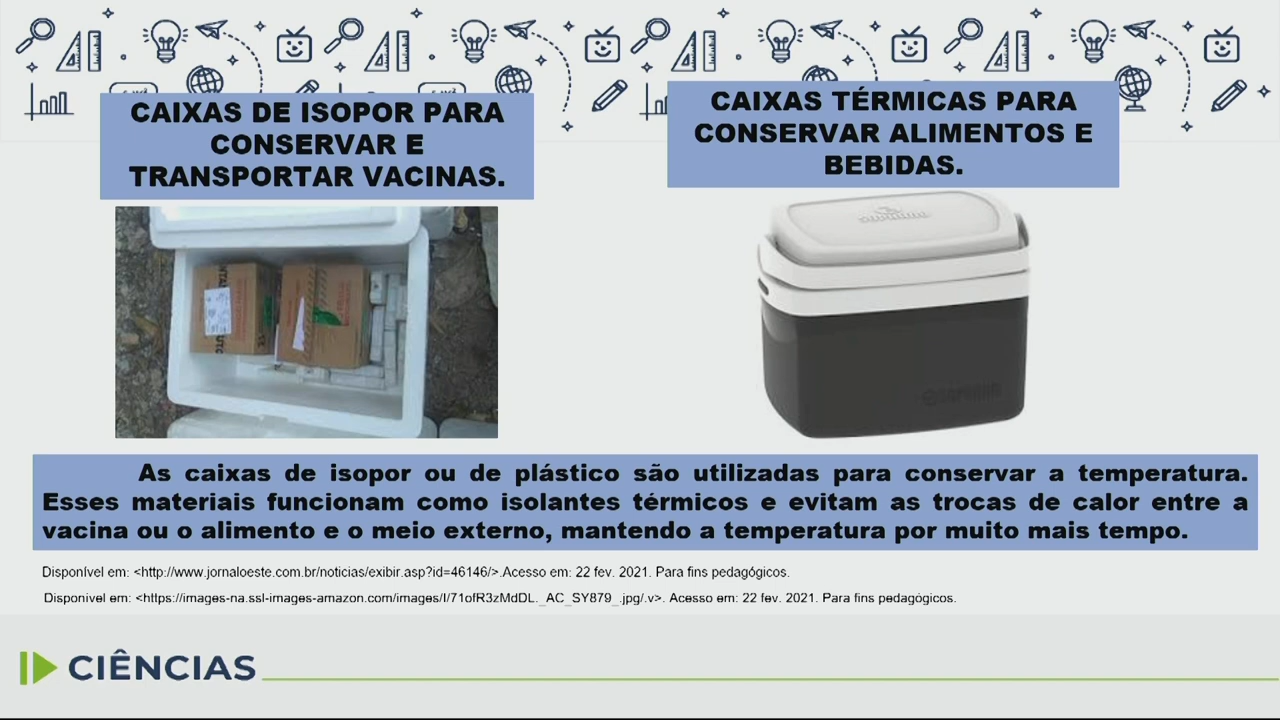 CAIXAS DE ISOPOR PARA
CONSERVAR E
TRANSPORTAR VACINAS.
CAIXAS TÉRMICAS PARA
CONSERVAR ALIMENTOS E
BEBIDAS.
As caixas de isopor ou de plástico são utilizadas para conservar a temperatura.
Esses materiais funcionam como isolantes térmicos e evitam as trocas de calor entre a
vacina ou o alimento e o meio externo, mantendo a temperatura por muito mais tempo.
Disponível em: <http://www.jornaloeste.com.br/noticias/exibir.asp?id=46146/>.Acesso em: 22 fev. 2021. Para fins pedagógicos.
Disponivel em: <https://images-na.ssl-images-amazon.com/images/I/71ofR3zMdDL._AC_SY879_.jpg/.v>. Acesso em: 22 fev. 2021. Para fins pedagógicos.
CIÊNCIAS